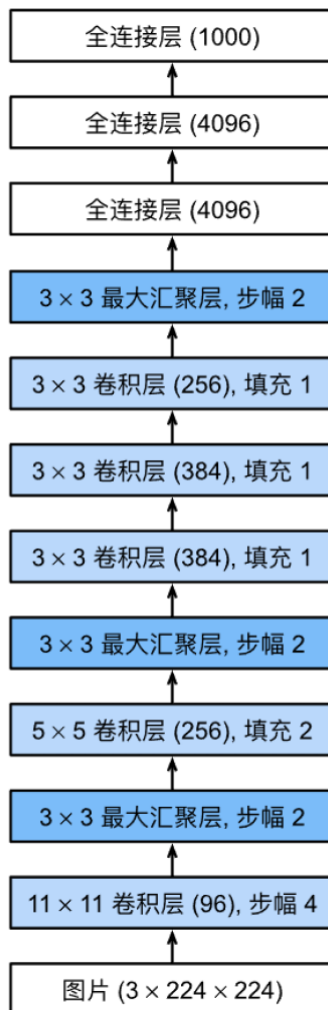 全连接层 (1000)
全连接层 (4096)
全连接层 (4096)
3 × 3 最大汇聚层, 步幅 2
3 × 3 卷积层 (256), 填充 1
3 × 3 卷积层 (384), 填充 1
3 × 3 卷积层 (384), 填充 1
3 × 3 最大汇聚层, 步幅 2
5 × 5 卷积层 (256), 填充 2
3 × 3 最大汇聚层, 步幅 2
11 × 11 卷积层 (96), 步幅 4
图片 (3 × 224 × 224)